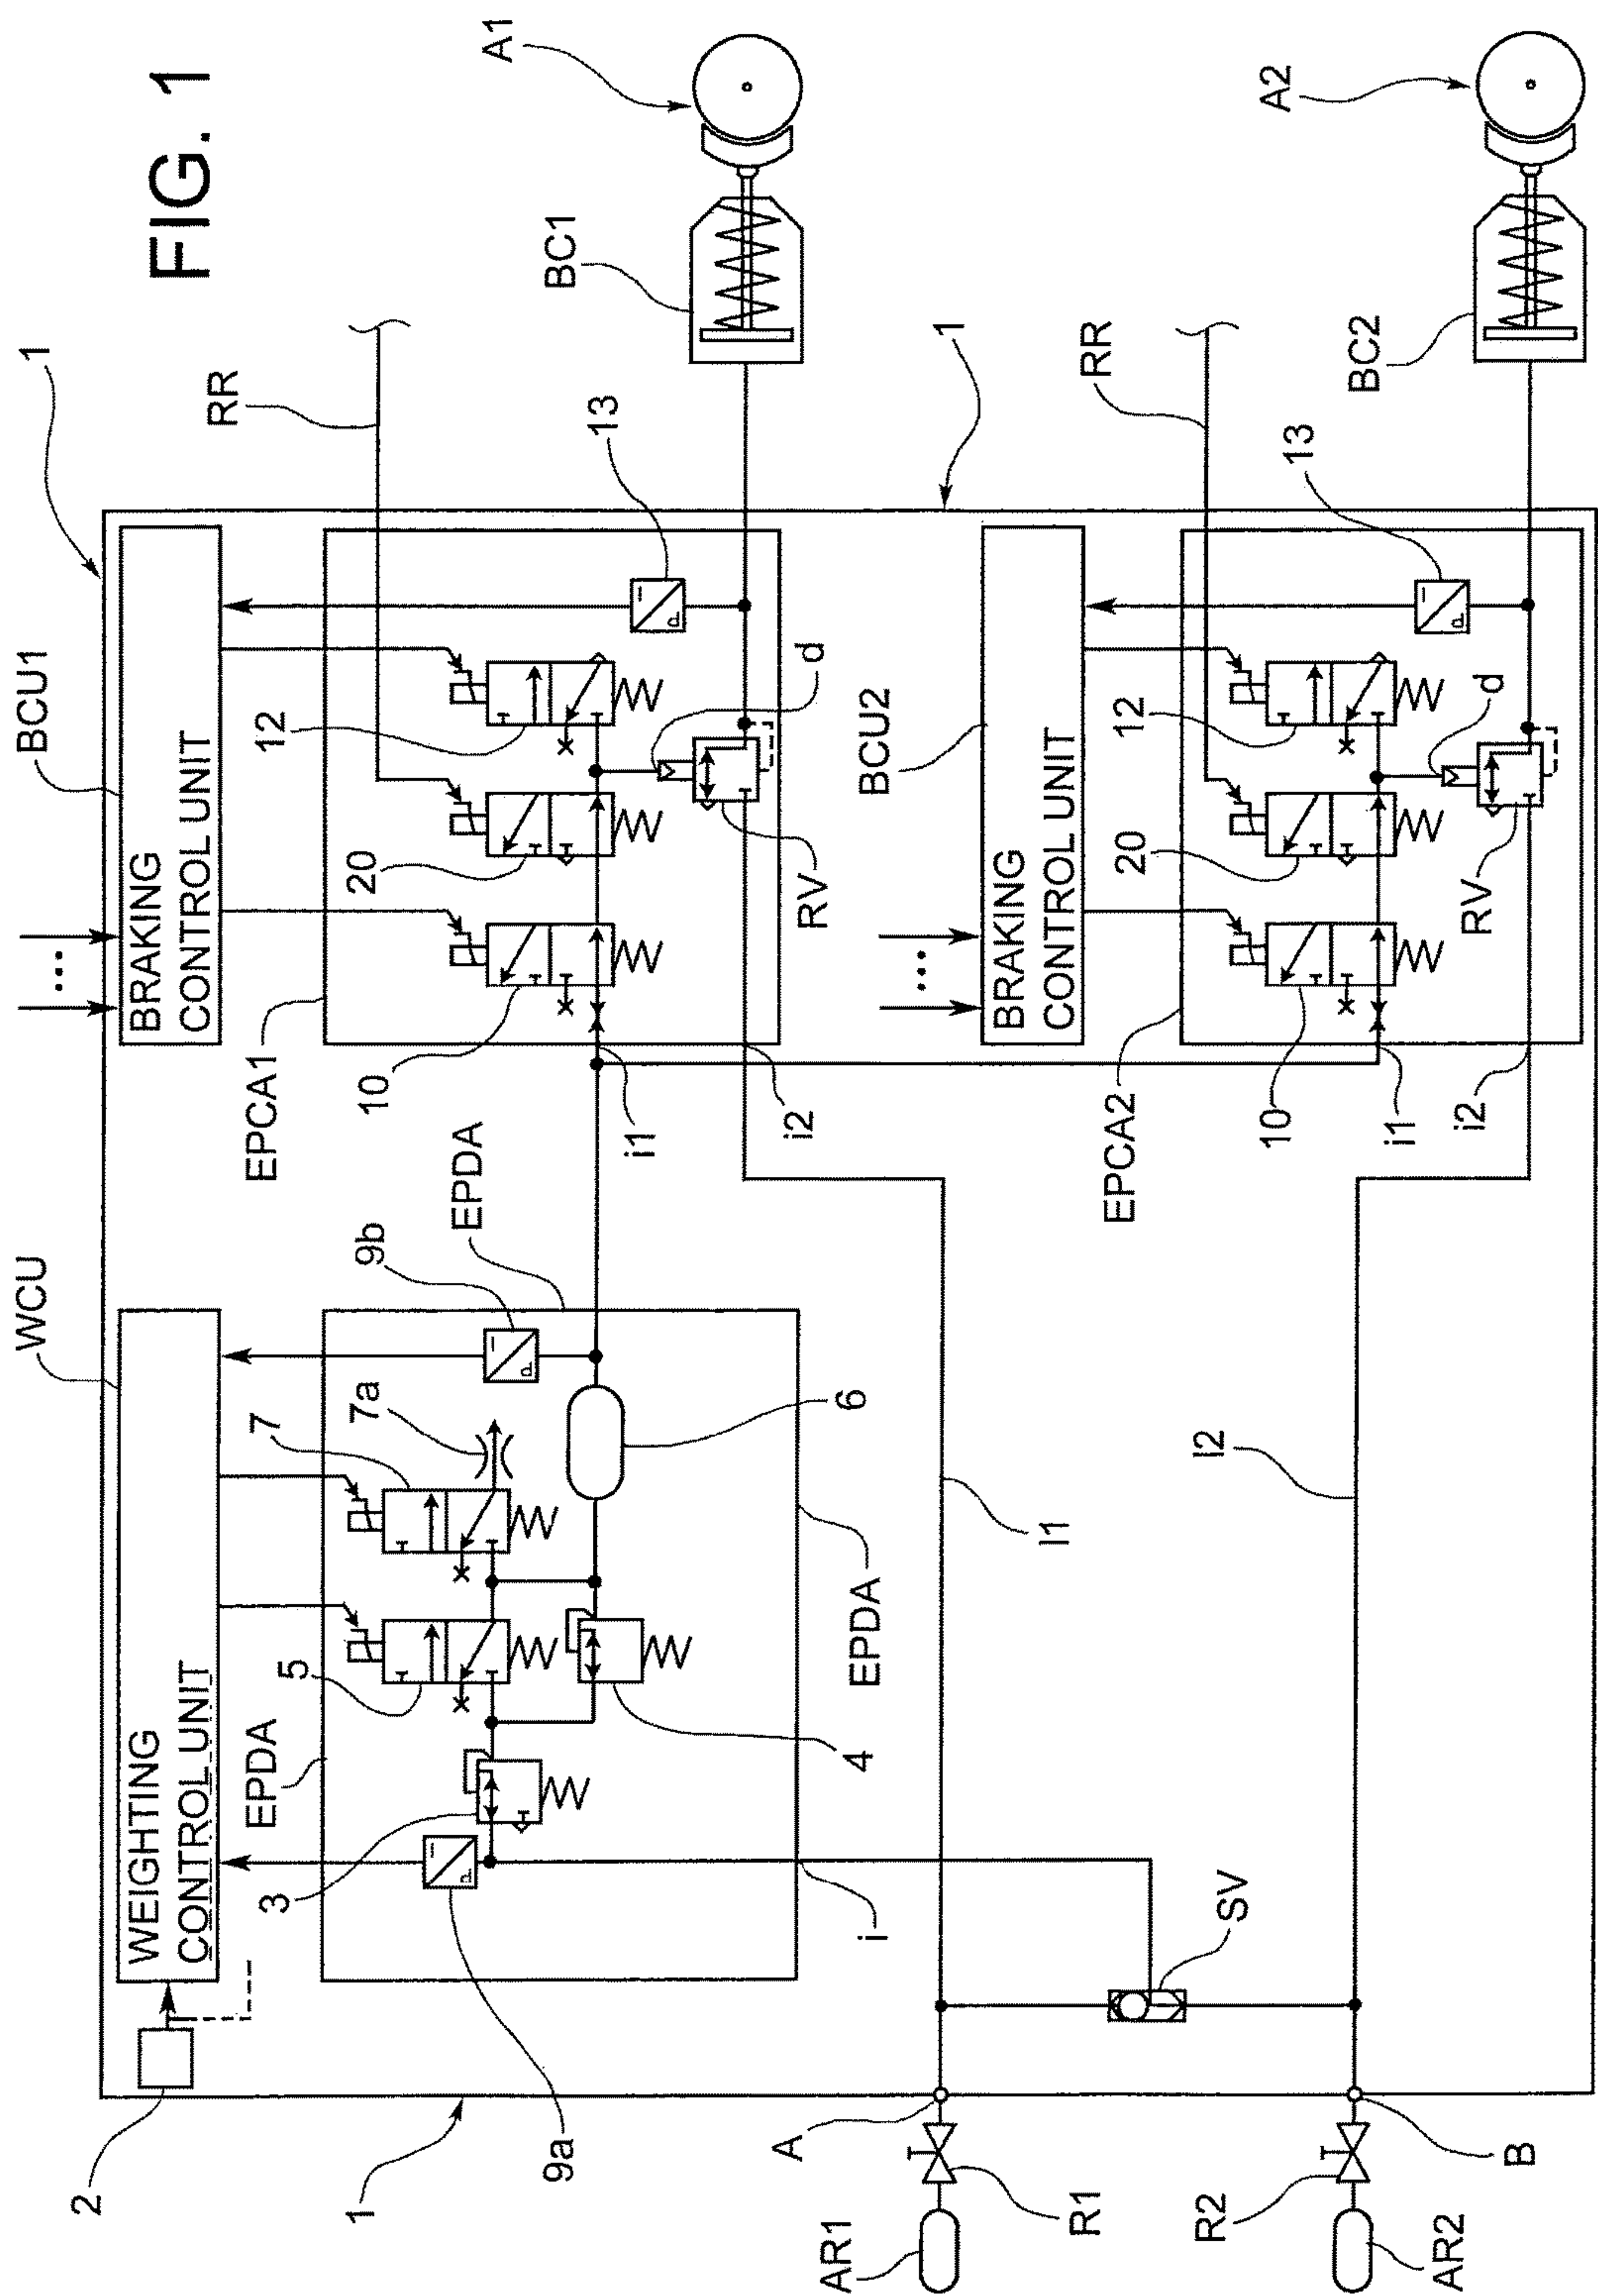 FIG. 1
A1
A2
BC1
BC2
1
1
RR
RR
13
13
BCU1
BRAKING
CONTROL UNIT
...
12
20
10
d
RV
EPCA1
i1
i2
BCU2
BRAKING
CONTROL UNIT
...
12
20
10
d
RV
EPCA2
i1
i2
WCU
WEIGHTING
CONTROL UNIT
EPDA
9b
7a
7
6
5
EPDA
EPDA
4
3
9a
i
I1
I2
SV
2
1
A
B
R1
R2
AR1
AR2